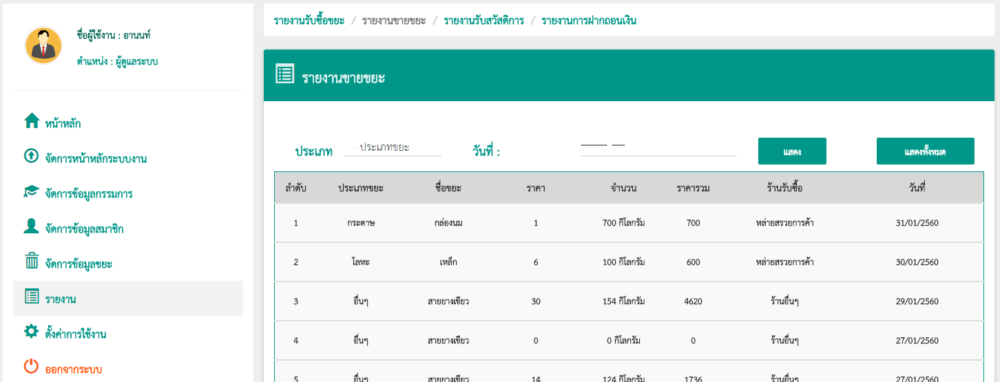 ชื่อผู้ใช้งาน : อานนท์
ตำแหน่ง : ผู้ดูแลระบบ
หน้าหลัก
จัดการหน้าหลักระบบงาน
จัดการข้อมูลกรรมการ
จัดการข้อมูลสมาชิก
จัดการข้อมูลขยะ
รายงาน
ตั้งค่าการใช้งาน
ออกจากระบบ
รายงานรับซื้อขยะ / รายงานขายขยะ / รายงานรับสวัสดิการ / รายงานการฝากถอนเงิน
รายงานขายขยะ
ประเภท -- ประเภทขยะ -- วันที่ : แสดง แสดงทั้งหมด
ลำดับ ประเภทขยะ ชื่อขยะ ราคา จำนวน ราคารวม ร้านรับซื้อ วันที่
1 กระดาษ กล่องนม 1 700 กิโลกรัม 700 หล่ายสรวยการค้า 31/01/2560
2 โลหะ เหล็ก 6 100 กิโลกรัม 600 หล่ายสรวยการค้า 30/01/2560
3 อื่นๆ สายยางเขียว 30 154 กิโลกรัม 4620 ร้านอื่นๆ 29/01/2560
4 อื่นๆ สายยางเขียว 0 0 กิโลกรัม 0 ร้านอื่นๆ 27/01/2560
5 อื่นๆ สายยางเขียว 14 124 กิโลกรัม 1736 ร้านอื่นๆ 27/01/2560